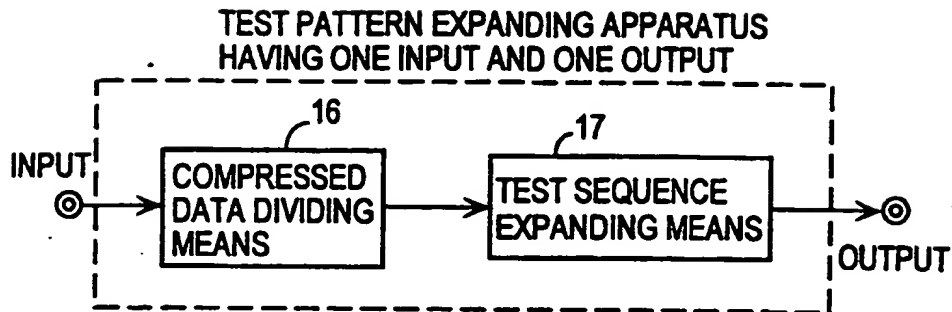 TEST PATTERN EXPANDING APPARATUS
HAVING ONE INPUT AND ONE OUTPUT
16
17
INPUT
COMPRESSED
DATA DIVIDING
MEANS
TEST SEQUENCE
EXPANDING MEANS
OUTPUT